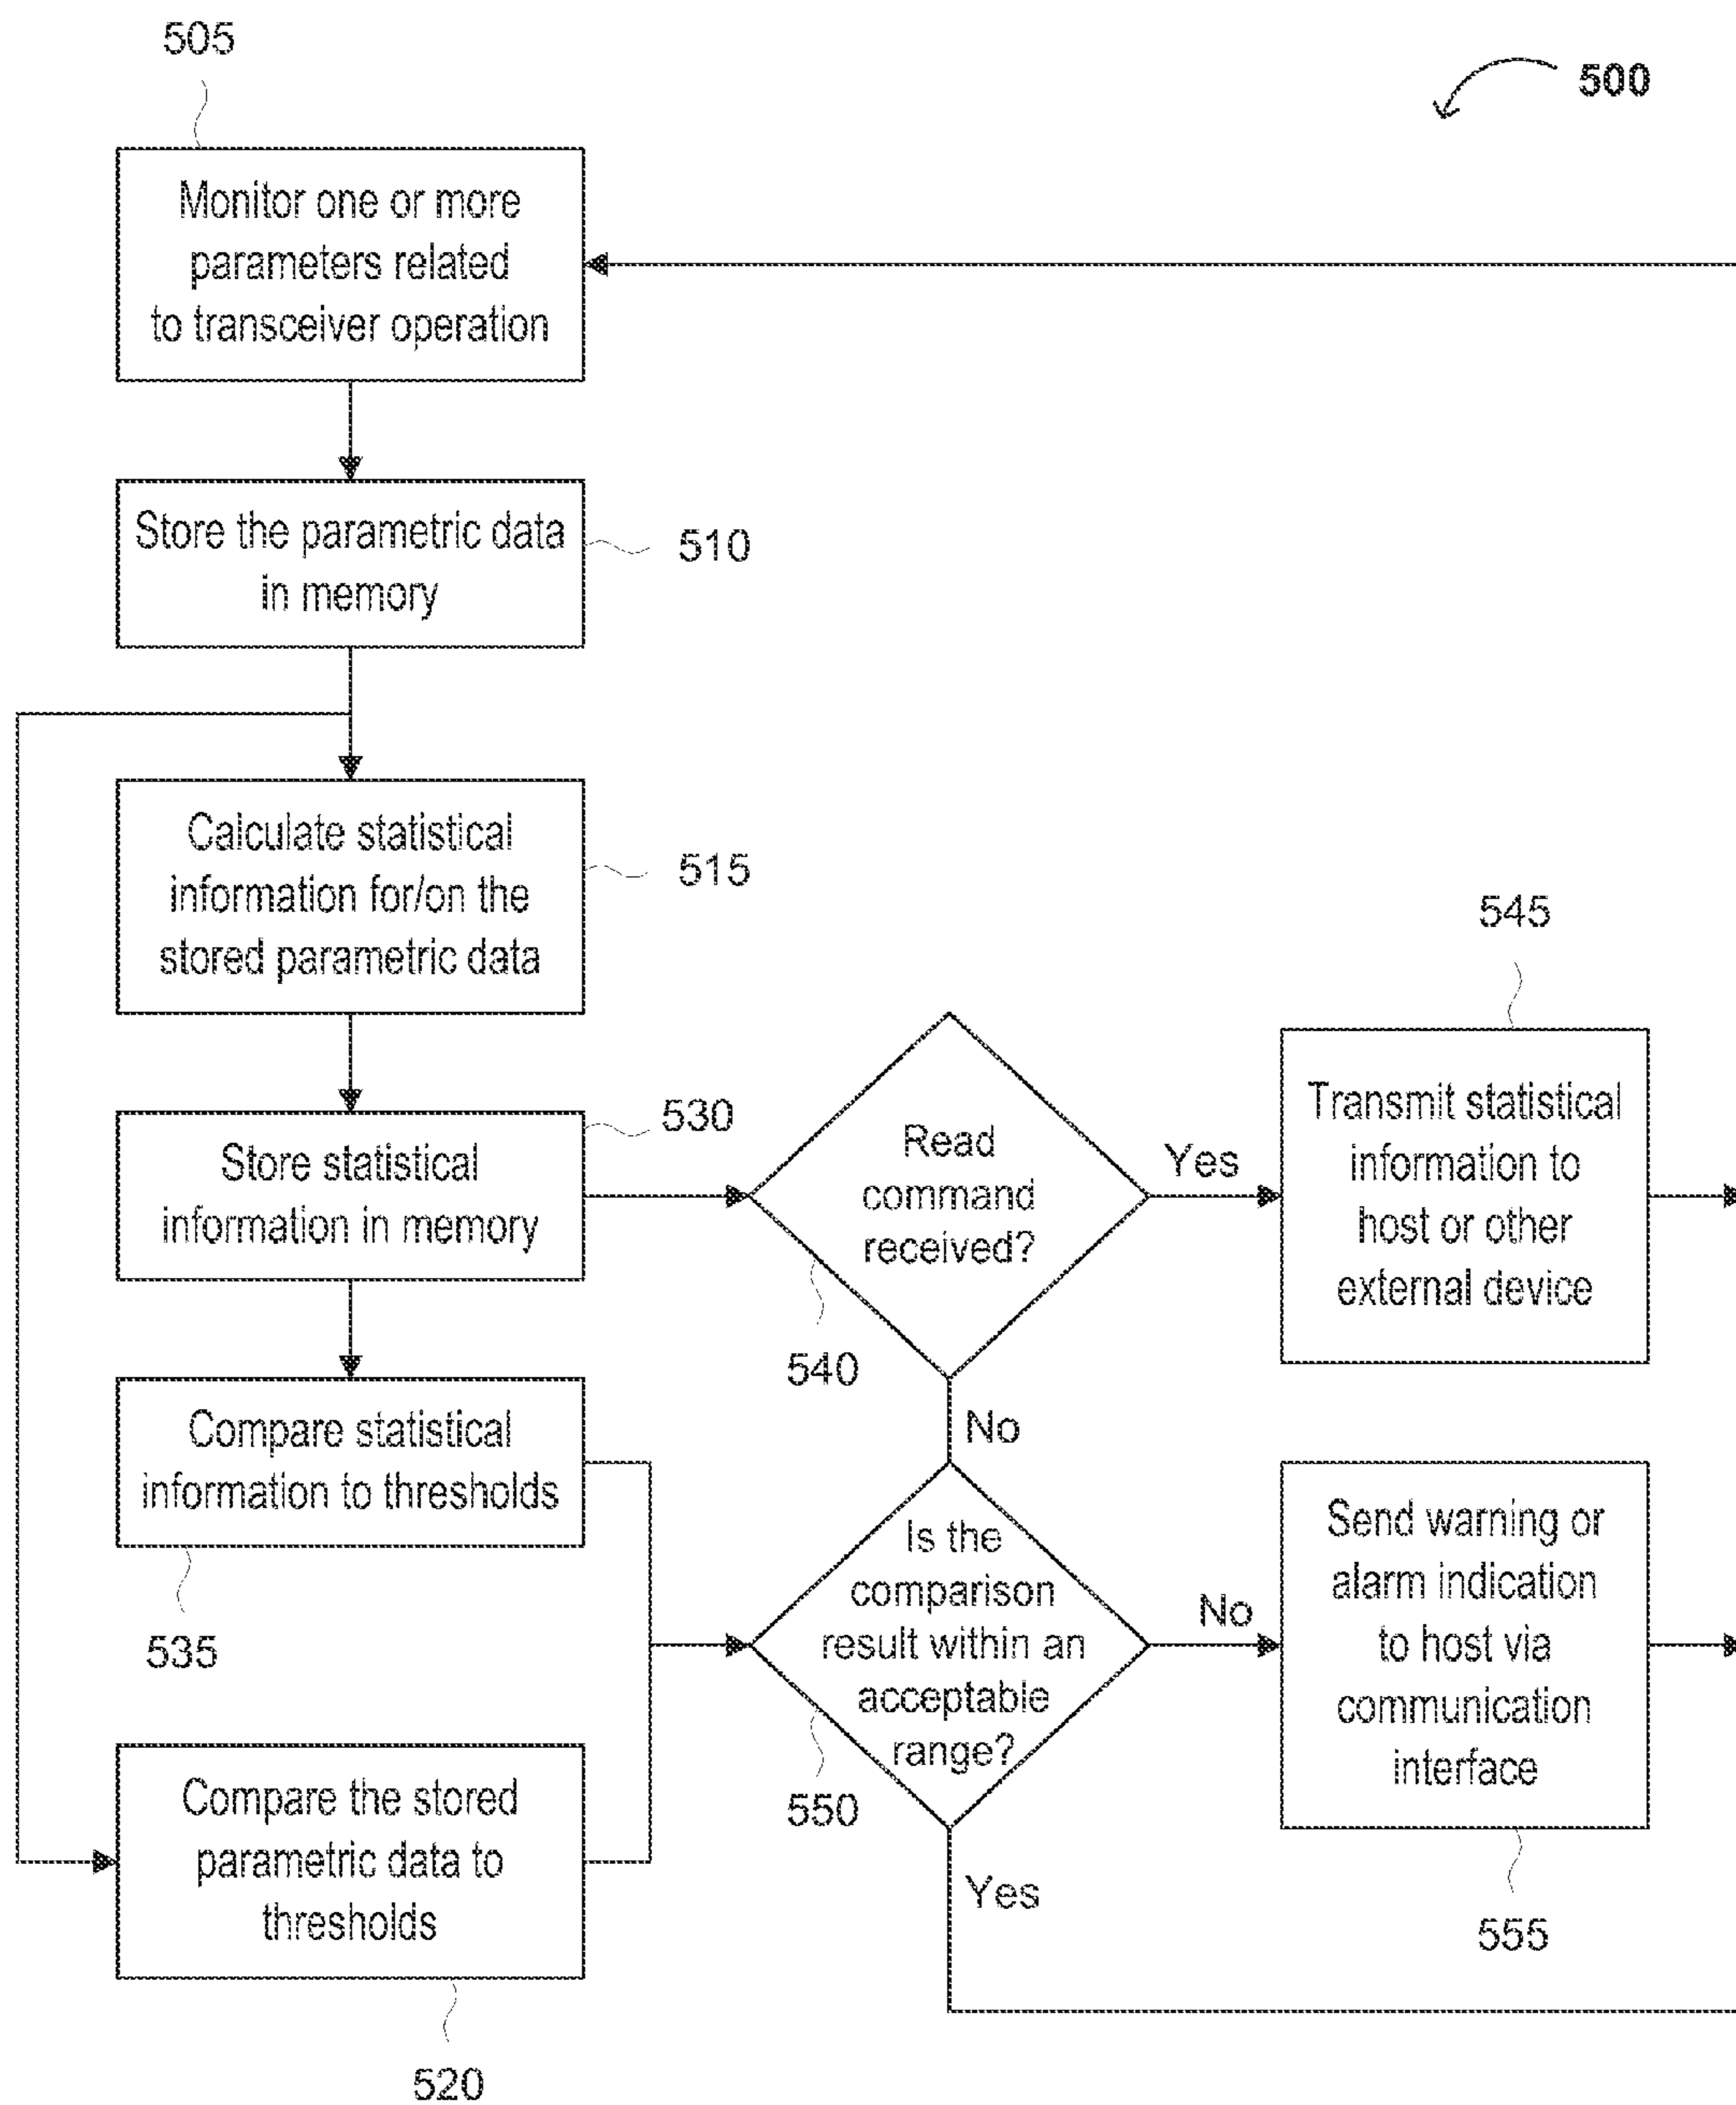 505
500
Monitor one or more
parameters related
to transceiver operation
Store the parametric data
in memory
510
Calculate statistical
information for/on the
stored parametric data
515
545
Store statistical
information in memory
530
Read
command
received?
540
Yes
Transmit statistical
information to
host or other
external device
No
Compare statistical
information to thresholds
535
Is the
comparison
result within an
acceptable
range?
550
No
Send warning or
alarm indication
to host via
communication
interface
555
Yes
Compare the stored
parametric data to
thresholds
520